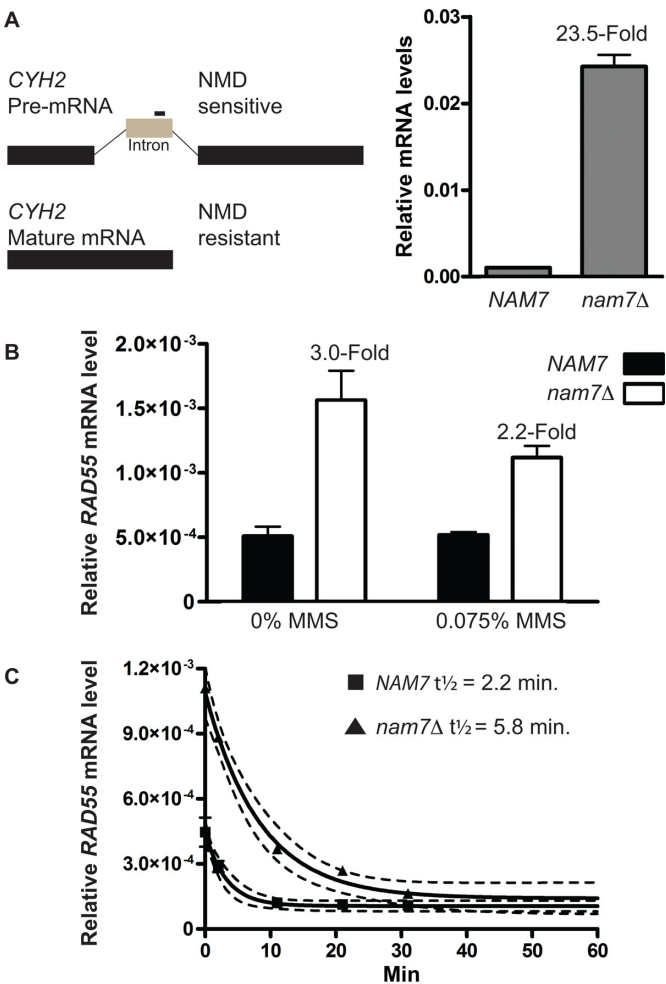 A
CYH2
Pre-mRNA
NMD
sensitive
Intron
CYH2
Mature mRNA
NMD
resistant
Relative mRNA levels
0.03
0.02
0.01
0.00
23.5-Fold
NAM7
nam7Δ
B
Relative RAD55 mRNA level
2.0×10-3
1.5×10-3
1.0×10-3
5.0×10-4
0
3.0-Fold
2.2-Fold
NAM7
nam7Δ
0% MMS
0.075% MMS
C
Relative RAD55 mRNA level
1.2×10-3
9.0×10-4
6.0×10-4
3.0×10-4
0
NAM7 t½ = 2.2 min.
nam7Δ t½ = 5.8 min.
0 10 20 30 40 50 60
Min